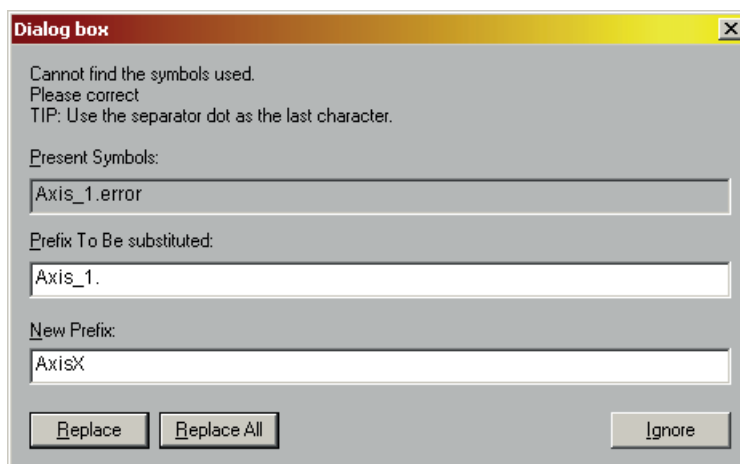 Dialog box
Cannot find the symbols used.
Please correct
TIP: Use the separator dot as the last character.
Present Symbols:
Axis_1.error
Prefix To Be substituted:
Axis_1.
New Prefix:
AxisX
Replace Replace All Ignore